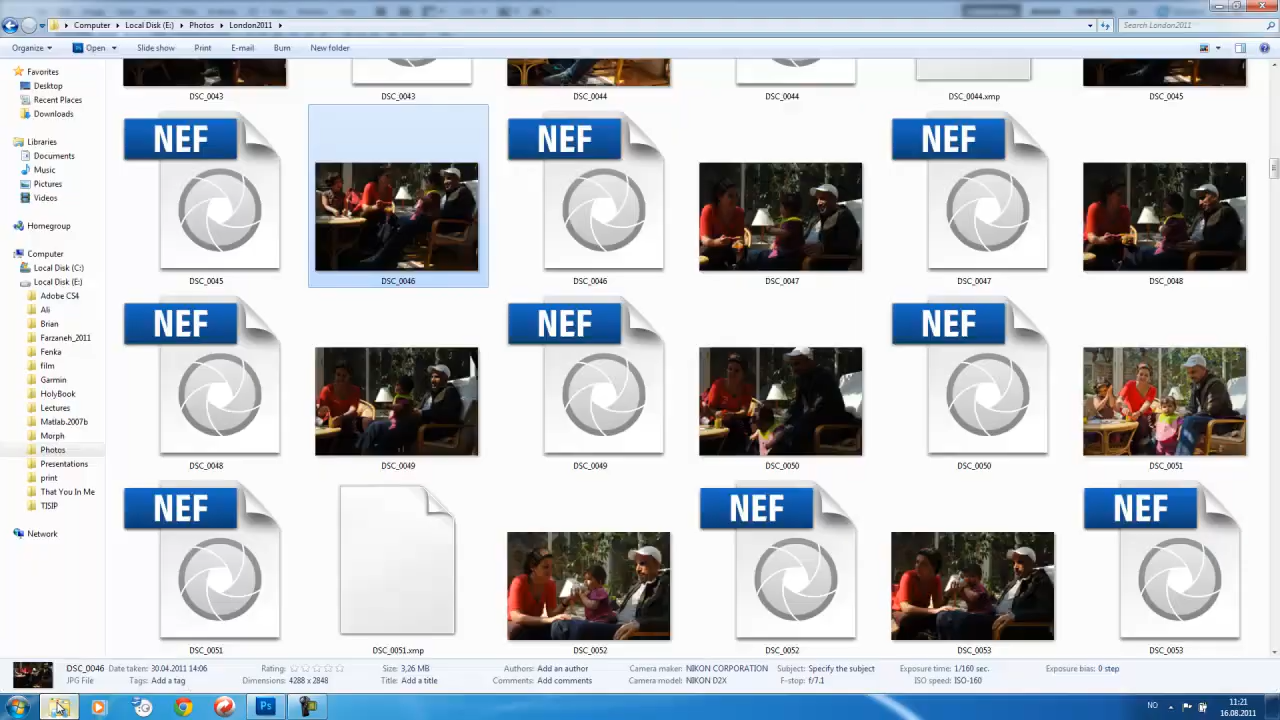 Computer ▸ Local Disk (E:) ▸ Photos ▸ London2011 ▸
Search London2011
Organize Open Slide show Print E-mail Burn New folder
Favorites
Desktop
Recent Places
Downloads
Libraries
Documents
Music
Pictures
Videos
Homegroup
Computer
Local Disk (C:)
Local Disk (E:)
Adobe CS4
Ali
Brian
Farzaneh_2011
Fenka
film
Garmin
HolyBook
Lectures
Matlab.2007b
Morph
Photos
Presentations
print
That You In Me
TISIP
Network
DSC_0043 DSC_0043 DSC_0044 DSC_0044 DSC_0044.xmp DSC_0045
NEF NEF NEF
DSC_0045 DSC_0046 DSC_0046 DSC_0047 DSC_0047 DSC_0048
NEF NEF NEF
DSC_0048 DSC_0049 DSC_0049 DSC_0050 DSC_0050 DSC_0051
NEF NEF NEF
DSC_0051 DSC_0051.xmp DSC_0052 DSC_0052 DSC_0053 DSC_0053
DSC_0046 Date taken: 30.04.2011 14:06 Rating: Size: 3,26 MB Authors: Add an author Camera maker: NIKON CORPORATION Subject: Specify the subject Exposure time: 1/160 sec. Exposure bias: 0 step
JPG File Tags: Add a tag Dimensions: 4288 x 2848 Title: Add a title Comments: Add comments Camera model: NIKON D2X F-stop: f/7.1 ISO speed: ISO-160
Ps
NO
11:21
16.08.2011